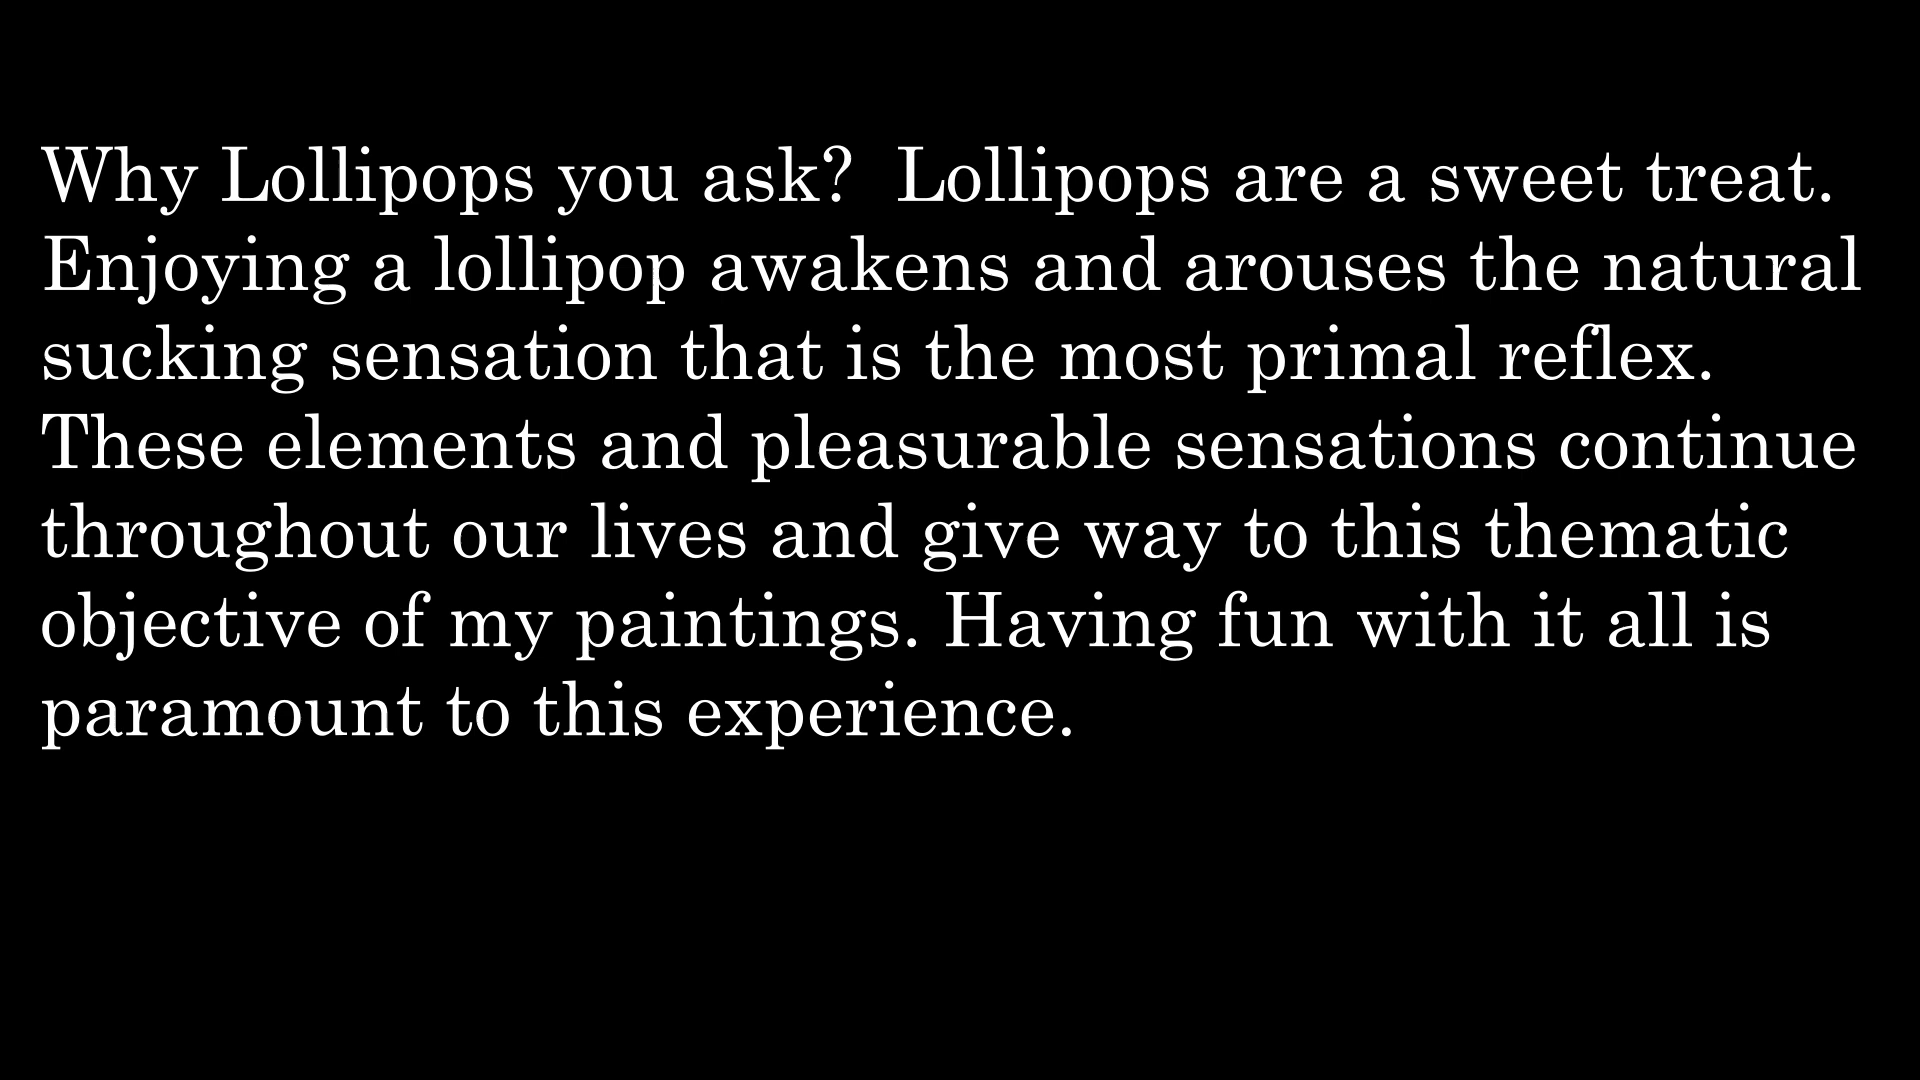 Why Lollipops you ask?  Lollipops are a sweet treat.
Enjoying a lollipop awakens and arouses the natural
sucking sensation that is the most primal reflex.
These elements and pleasurable sensations continue
throughout our lives and give way to this thematic
objective of my paintings. Having fun with it all is
paramount to this experience.